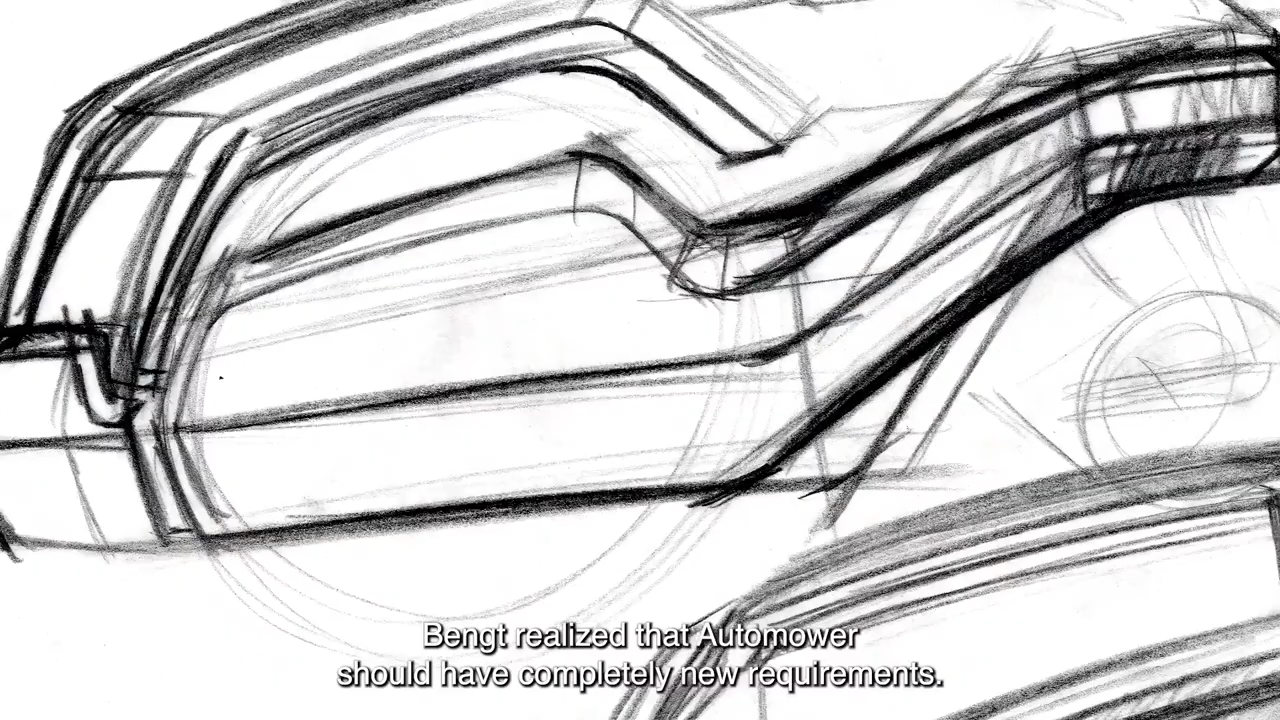 Bengt realized that Automower
should have completely new requirements.